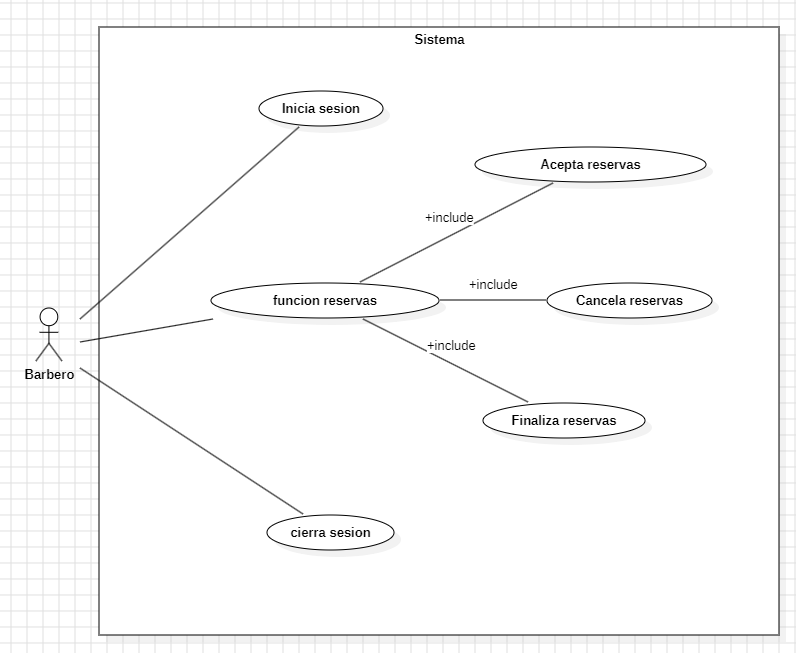 Sistema
Inicia sesion
Acepta reservas
+include
funcion reservas
+include
Cancela reservas
+include
Barbero
Finaliza reservas
cierra sesion